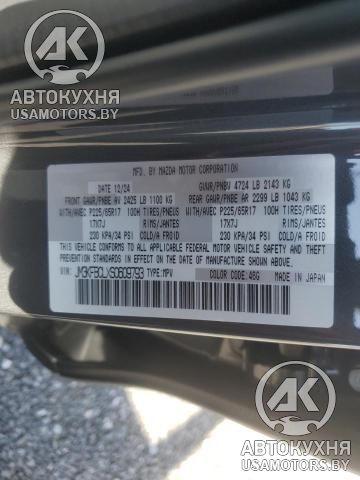 АК
АВТОКУХНЯ
USAMOTORS.BY
MFD. BY MAZDA MOTOR CORPORATION
DATE 12/24 GVWR/PNBV 4724 LB 2143 KG
FRONT GAWR/PNBE AV 2425 LB 1100 KG REAR GAWR/PNBE AR 2299 LB 1043 KG
WITH/AVEC P225/65R17 100H TIRES/PNEUS WITH/AVEC P225/65R17 100H TIRES/PNEUS
17X7J RIMS/JANTES 17X7J RIMS/JANTES
230 KPA/34 PSI COLD/A FROID 230 KPA/34 PSI COLD/A FROID
THIS VEHICLE CONFORMS TO ALL APPLICABLE FEDERAL MOTOR VEHICLE SAFETY, BUMPER, AND THEFT
PREVENTION STANDARDS IN EFFECT ON THE DATE OF MANUFACTURE SHOWN ABOVE.
VIN: TYPE:MPV COLOR CODE: 46G MADE IN JAPAN
АК
АВТОКУХНЯ
USAMOTORS.BY